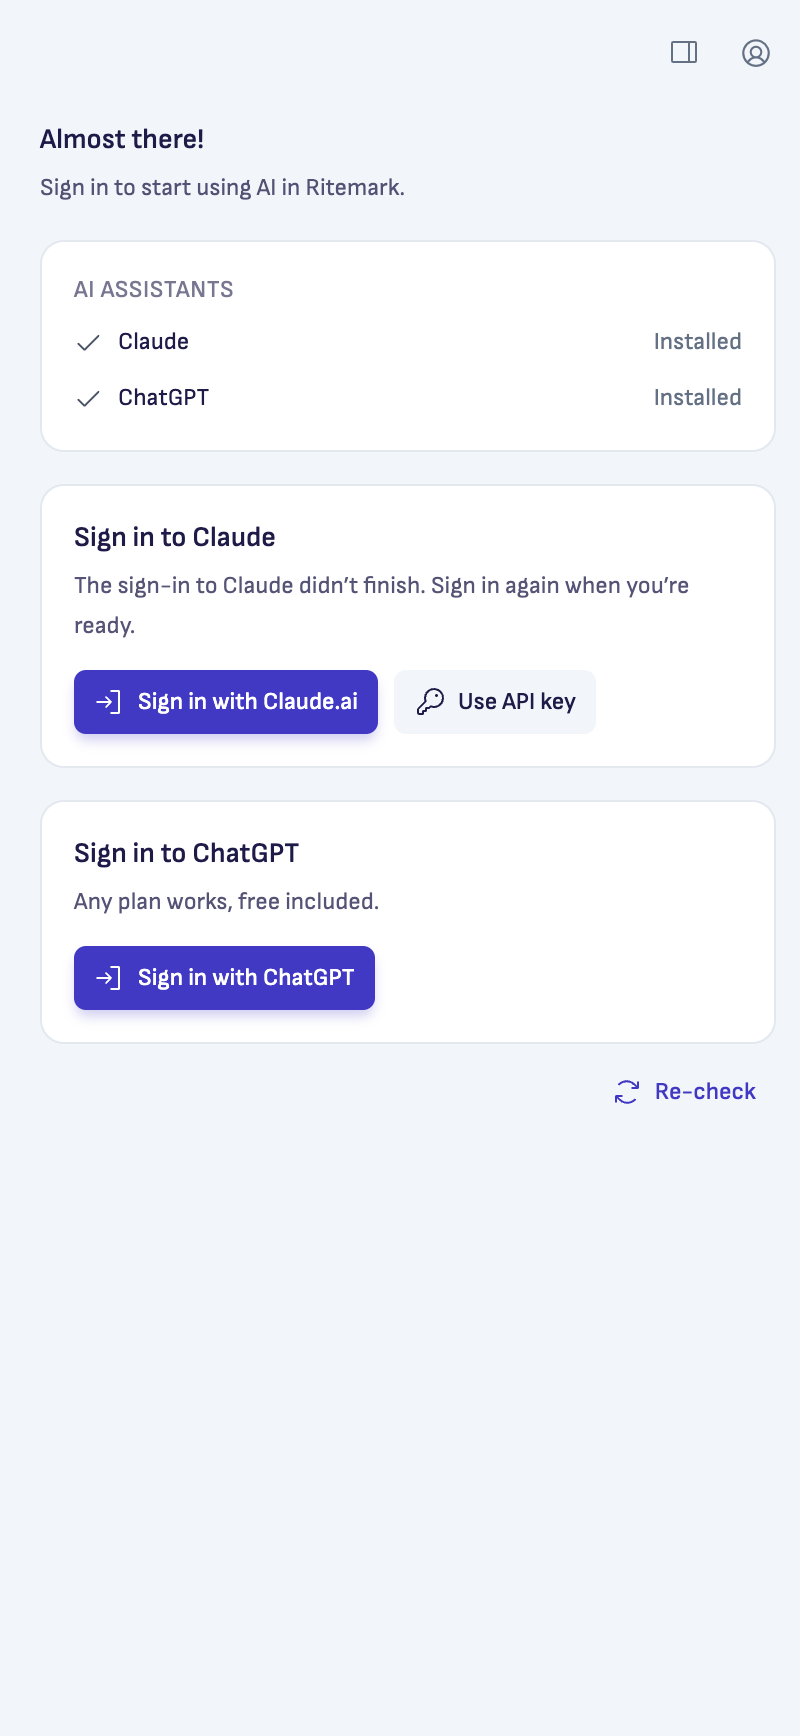 Almost there!
Sign in to start using AI in Ritemark.
AI ASSISTANTS
Claude
Installed
ChatGPT
Installed
Sign in to Claude
The sign-in to Claude didn’t finish. Sign in again when you’re
ready.
Sign in with Claude.ai
Use API key
Sign in to ChatGPT
Any plan works, free included.
Sign in with ChatGPT
Re-check